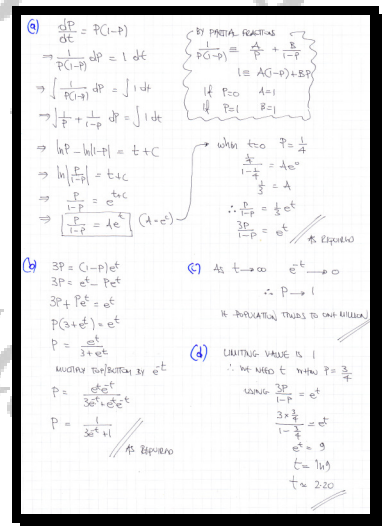 (a) dP/dt = P(1-P)
⇒ 1/P(1-P) dP = 1 dt
⇒ ∫ 1/P(1-P) dP = ∫ 1 dt
⇒ ∫ 1/P + 1/1-P dP = ∫ 1 dt
⇒ ln P - ln|1-P| = t + C
⇒ ln|P/1-P| = t + C
⇒ P/1-P = e^(t+C)
⇒ P/1-P = Ae^t (A = e^c)
BY PARTIAL FRACTIONS
1/P(1-P) ≡ A/P + B/1-P
1 ≡ A(1-P) + BP
If P=0 A=1
If P=1 B=1
when t=0 P = 1/4
1/4 / 1-1/4 = Ae^0
1/3 = A
∴ P/1-P = 1/3 e^t
3P/1-P = e^t
AS REQUIRED
(b) 3P = (1-P)e^t
3P = e^t - Pe^t
3P + Pe^t = e^t
P(3+e^t) = e^t
P = e^t/3+e^t
MULTIPLY TOP/BOTTOM BY e^-t
P = e^t e^-t/3e^-t + e^t e^-t
P = 1/3e^-t + 1
AS REQUIRED
(c) As t → ∞ e^-t → 0
∴ P → 1
IE POPULATION TENDS TO ONE MILLION
(d) LIMITING VALUE IS 1
∴ WE NEED t WHEN P = 3/4
USING 3P/1-P = e^t
3×3/4 / 1-3/4 = e^t
e^t = 9
t = ln 9
t ≈ 2.20